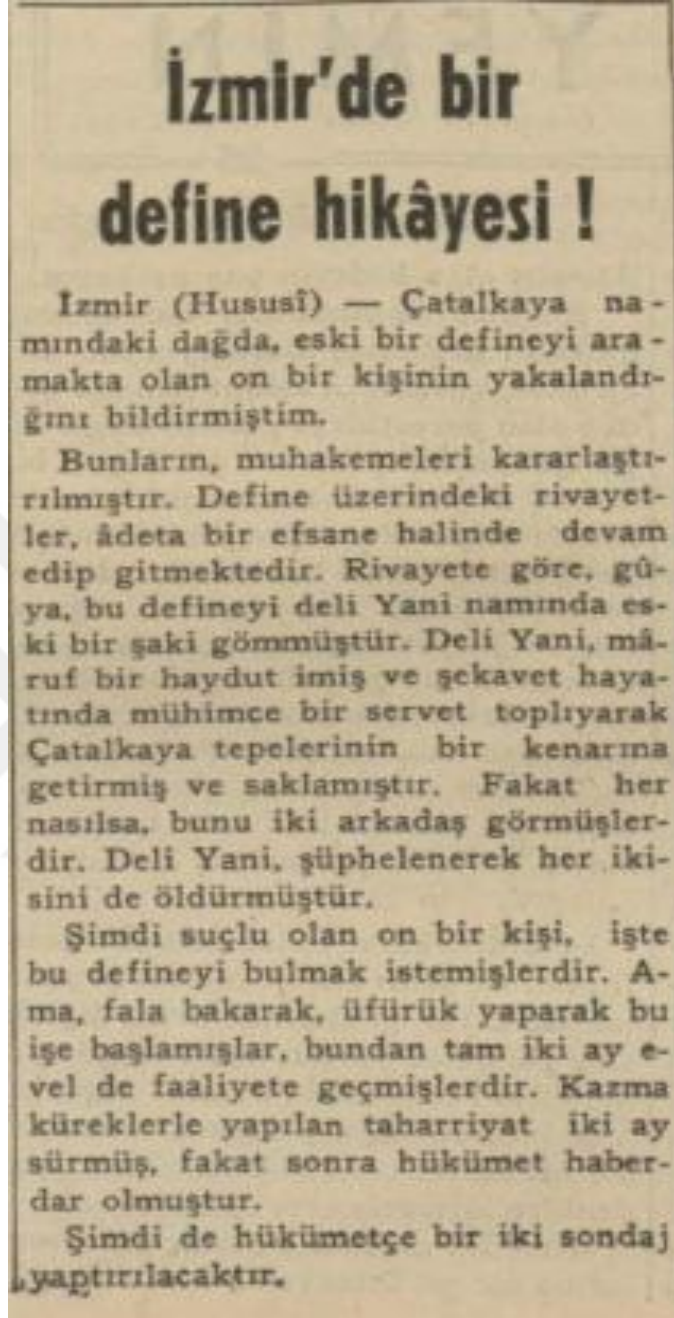 İzmir'de bir
define hikâyesi !
İzmir (Hususî) — Çatalkaya na-
mındaki dağda, eski bir defineyi ara-
makta olan on bir kişinin yakalandı-
ğını bildirmiştim.
Bunların, muhakemeleri kararlaştı-
rılmıştır. Define üzerindeki rivayet-
ler, âdeta bir efsane halinde devam
edip gitmektedir. Rivayete göre, gû-
ya, bu defineyi deli Yani namında es-
ki bir şaki gömmüştür. Deli Yani, mâ-
ruf bir haydut imiş ve şekavet haya-
tında mühimce bir servet toplıyarak
Çatalkaya tepelerinin bir kenarına
getirmiş ve saklamıştır. Fakat her
nasılsa, bunu iki arkadaş görmüşler-
dir. Deli Yani, şüphelenerek her iki-
sini de öldürmüştür.
Şimdi suçlu olan on bir kişi, işte
bu defineyi bulmak istemişlerdir. A-
ma, fala bakarak, üfürük yaparak bu
işe başlamışlar, bundan tam iki ay e-
vel de faaliyete geçmişlerdir. Kazma
küreklerle yapılan taharriyat iki ay
sürmüş, fakat sonra hükûmet haber-
dar olmuştur.
Şimdi de hükûmetçe bir iki sondaj
yaptırılacaktır.